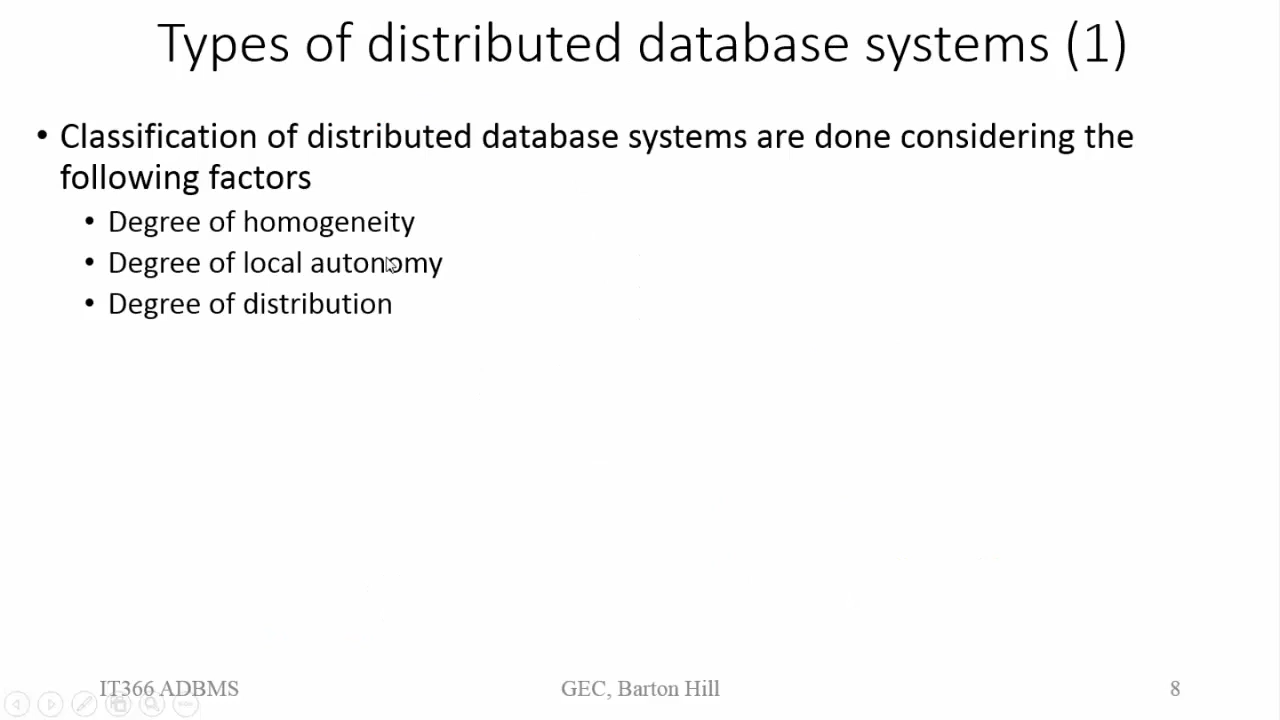 Types of distributed database systems (1)
• Classification of distributed database systems are done considering the
following factors
• Degree of homogeneity
• Degree of local autonomy
• Degree of distribution
IT366 ADBMS
GEC, Barton Hill
8